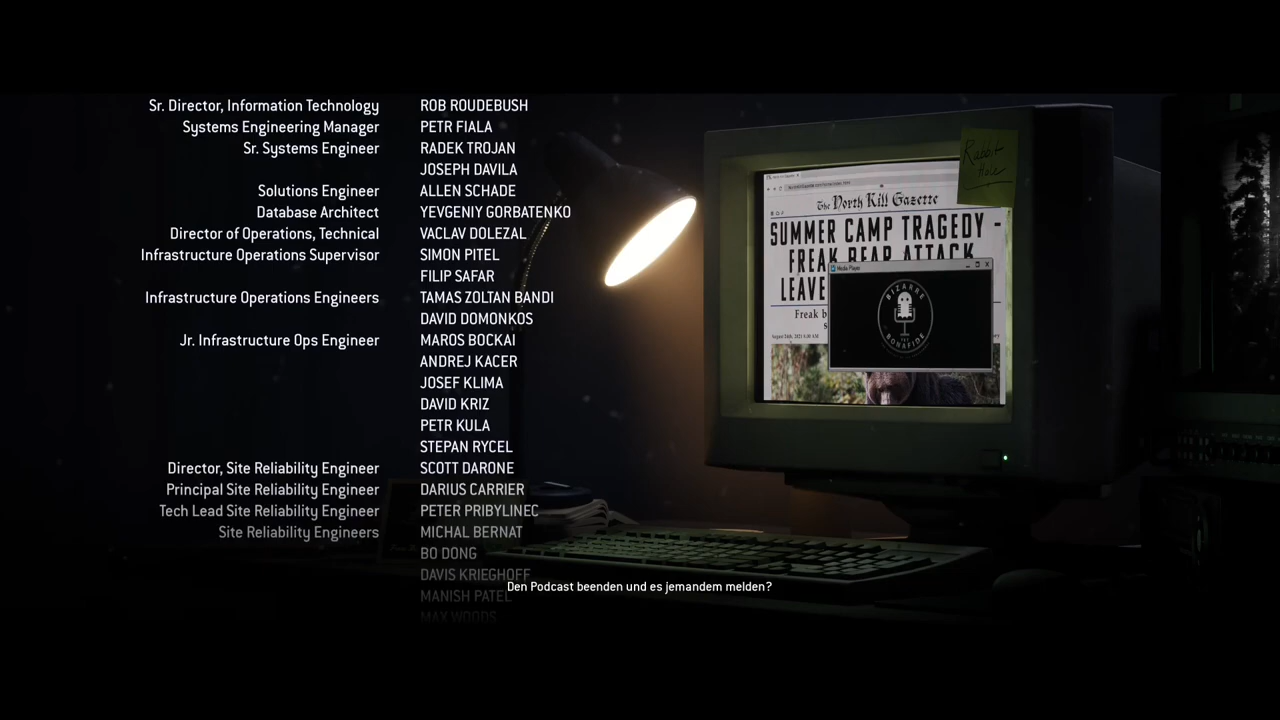 Sr. Director, Information Technology ROB ROUDEBUSH
Systems Engineering Manager PETR FIALA
Sr. Systems Engineer RADEK TROJAN
JOSEPH DAVILA
Solutions Engineer ALLEN SCHADE
Database Architect YEVGENIY GORBATENKO
Director of Operations, Technical VACLAV DOLEZAL
Infrastructure Operations Supervisor SIMON PITEL
FILIP SAFAR
Infrastructure Operations Engineers TAMAS ZOLTAN BANDI
DAVID DOMONKOS
Jr. Infrastructure Ops Engineer MAROS BOCKAI
ANDREJ KACER
JOSEF KLIMA
DAVID KRIZ
PETR KULA
STEPAN RYCEL
Director, Site Reliability Engineer SCOTT DARONE
Principal Site Reliability Engineer DARIUS CARRIER
Tech Lead Site Reliability Engineer PETER PRIBYLINEC
Site Reliability Engineers MICHAL BERNAT
BO DONG
DAVIS KRIEGHOFF
MANISH PATEL
MAX WOODS
Rabbit
Hole
The North Kill Gazette
SUMMER CAMP TRAGEDY -
FREAK BEAR ATTACK
LEAVE
Freak b
s
Media Player
BIZARRE
YET
BONAFIDE
Den Podcast beenden und es jemandem melden?